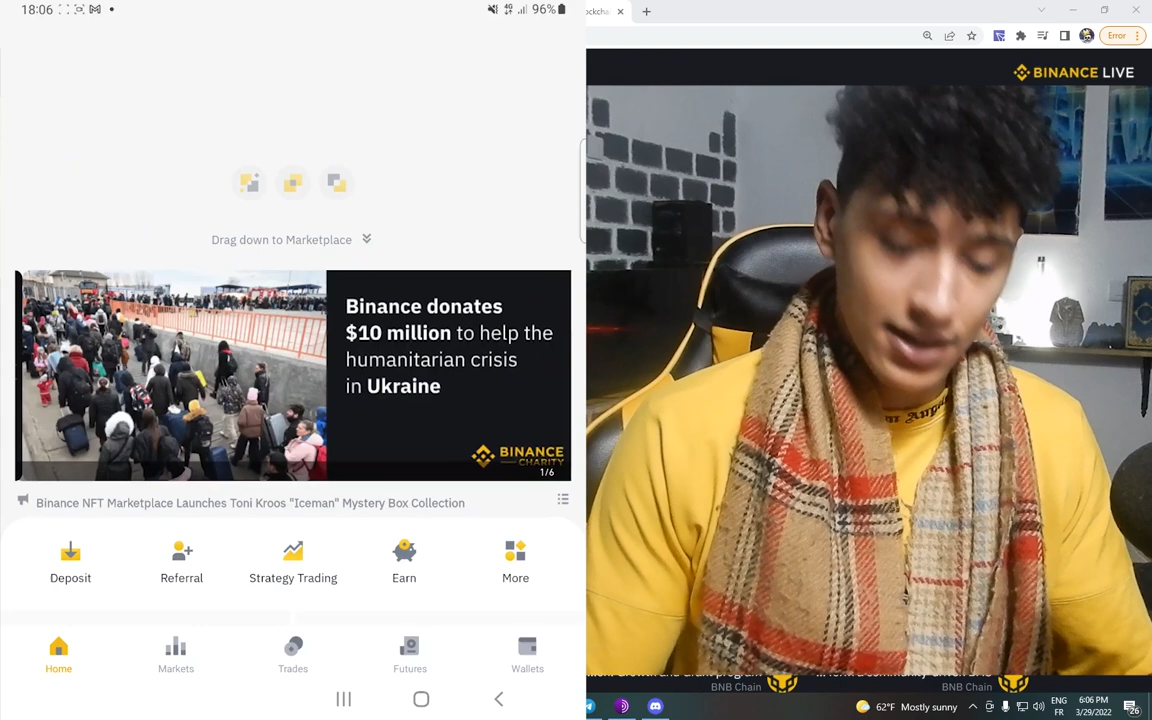 18:06
96%
Drag down to Marketplace
Binance donates
$10 million to help the
humanitarian crisis
in Ukraine
BINANCE
CHARITY
1/6
Binance NFT Marketplace Launches Toni Kroos "Iceman" Mystery Box Collection
Deposit
Referral
Strategy Trading
Earn
More
Home
Markets
Trades
Futures
Wallets
Error
BINANCE LIVE
BNB Chain
BNB Chain
62°F Mostly sunny
ENG
FR
6:06 PM
3/29/2022
26